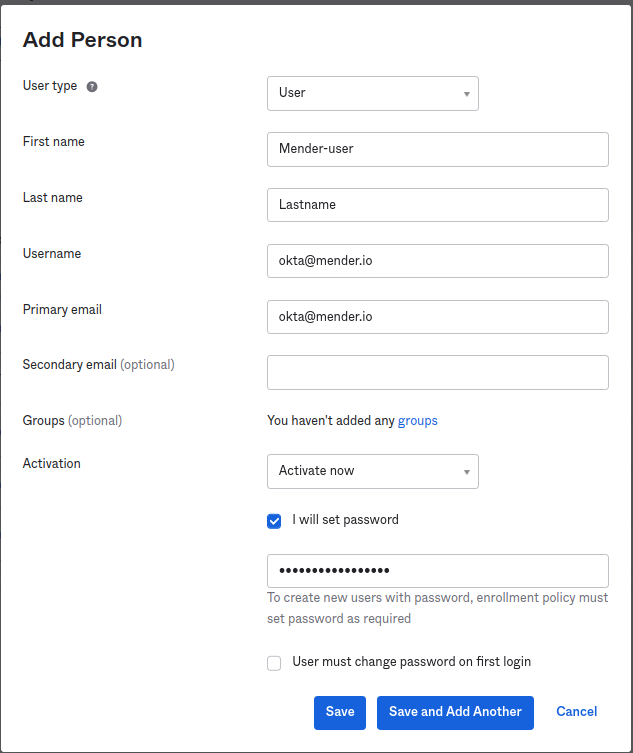 Add Person
User type ?
User
First name
Mender-user
Last name
Lastname
Username
okta@mender.io
Primary email
okta@mender.io
Secondary email (optional)
Groups (optional)
You haven't added any groups
Activation
Activate now
I will set password
•••••••••••••••••
To create new users with password, enrollment policy must
set password as required
User must change password on first login
Save
Save and Add Another
Cancel